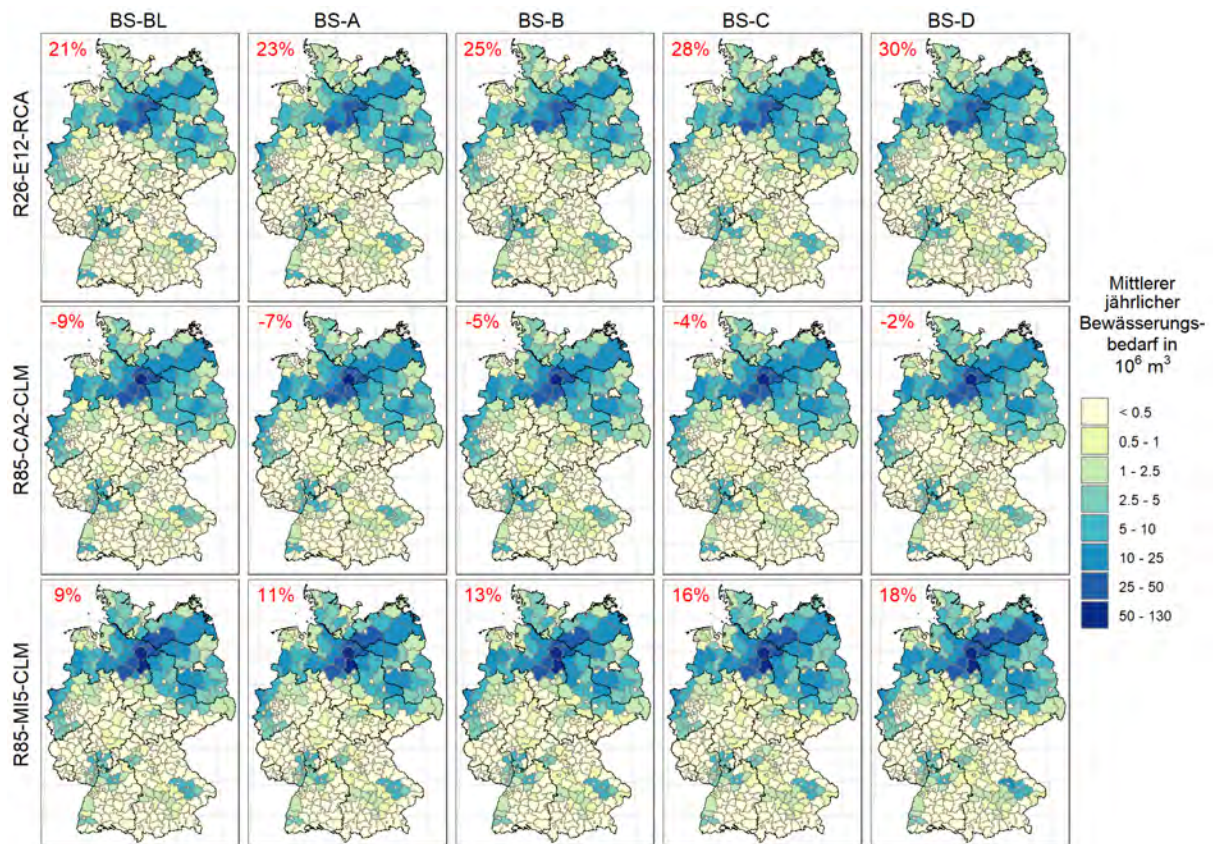 BS-BL BS-A BS-B BS-C BS-D
R26-E12-RCA
21% 23% 25% 28% 30%
R85-CA2-CLM
-9% -7% -5% -4% -2%
R85-MI5-CLM
9% 11% 13% 16% 18%
Mittlerer
jährlicher
Bewässerungs-
bedarf in
10⁶ m³
< 0.5
0.5 - 1
1 - 2.5
2.5 - 5
5 - 10
10 - 25
25 - 50
50 - 130